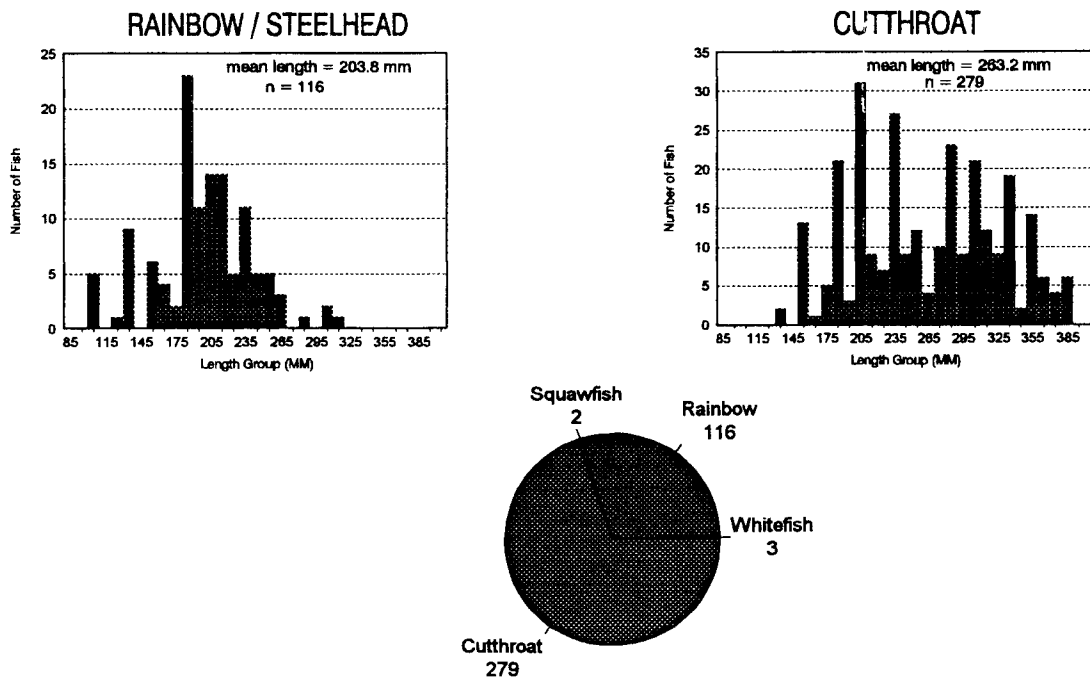 RAINBOW / STEELHEAD
mean length = 203.8 mm
n = 116
Number of Fish
25
20
15
10
5
0
85 115 145 175 205 235 265 295 325 355 385
Length Group (MM)
CUTTHROAT
mean length = 263.2 mm
n = 279
Number of Fish
35
30
25
20
15
10
5
0
85 115 145 175 205 235 265 295 325 355 385
Length Group (MM)
Squawfish
2
Rainbow
116
Whitefish
3
Cutthroat
279